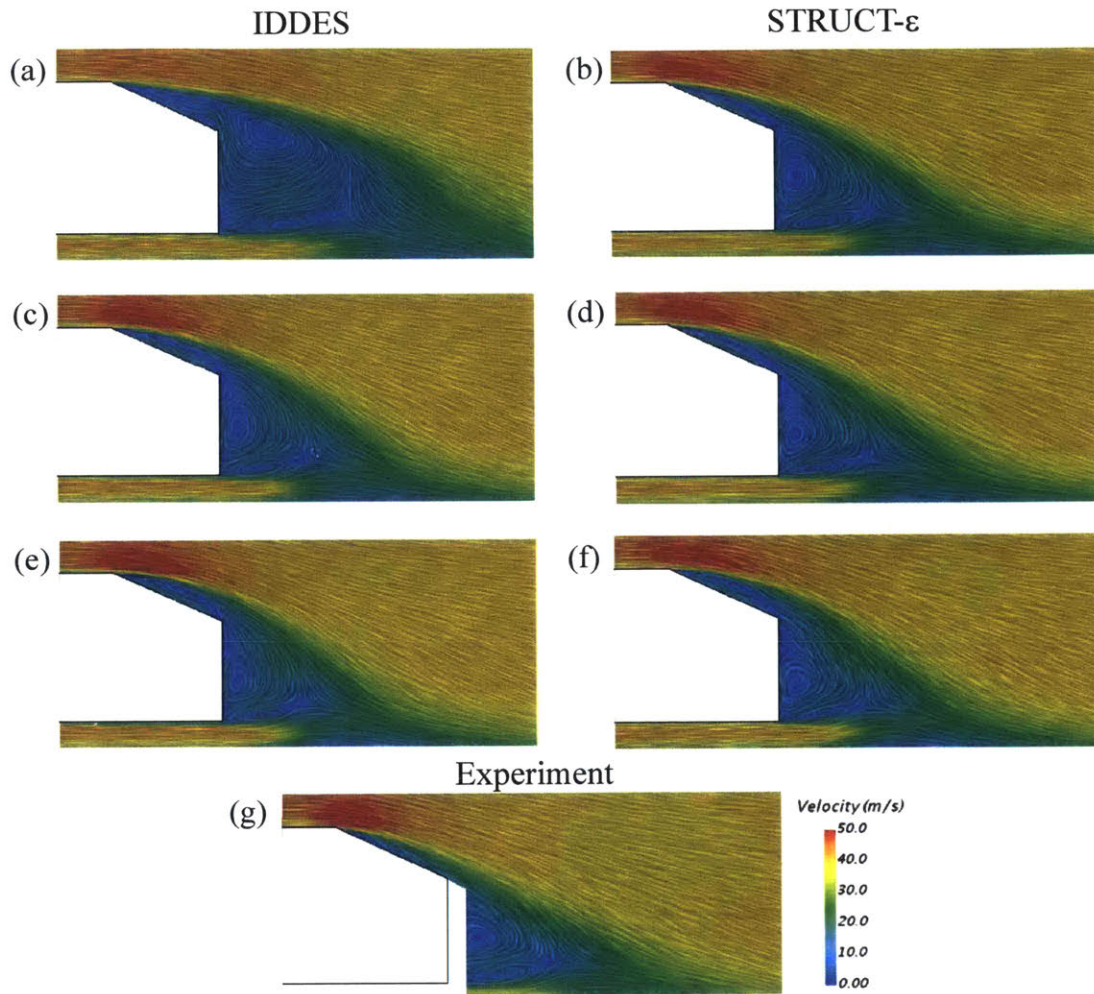 IDDES
STRUCT-ε
(a)
(b)
(c)
(d)
(e)
(f)
Experiment
(g)
Velocity (m/s)
50.0
40.0
30.0
20.0
10.0
0.00